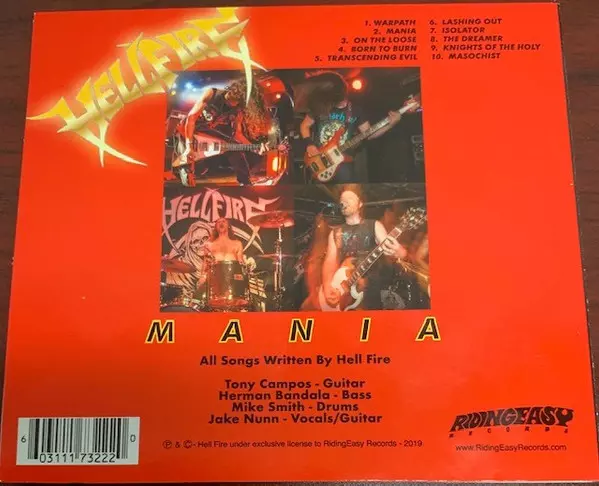 HELLFIRE
1. WARPATH
2. MANIA
3. ON THE LOOSE
4. BORN TO BURN
5. TRANSCENDING EVIL
6. LASHING OUT
7. ISOLATOR
8. THE DREAMER
9. KNIGHTS OF THE HOLY
10. MASOCHIST
HELLFIRE
MANIA
All Songs Written By Hell Fire
Tony Campos - Guitar
Herman Bandala - Bass
Mike Smith - Drums
Jake Nunn - Vocals/Guitar
RIDINGEASY
RECORDS
6 03111 73222 0
℗ & ©- Hell Fire under exclusive license to RidingEasy Records - 2019
www.RidingEasyRecords.com